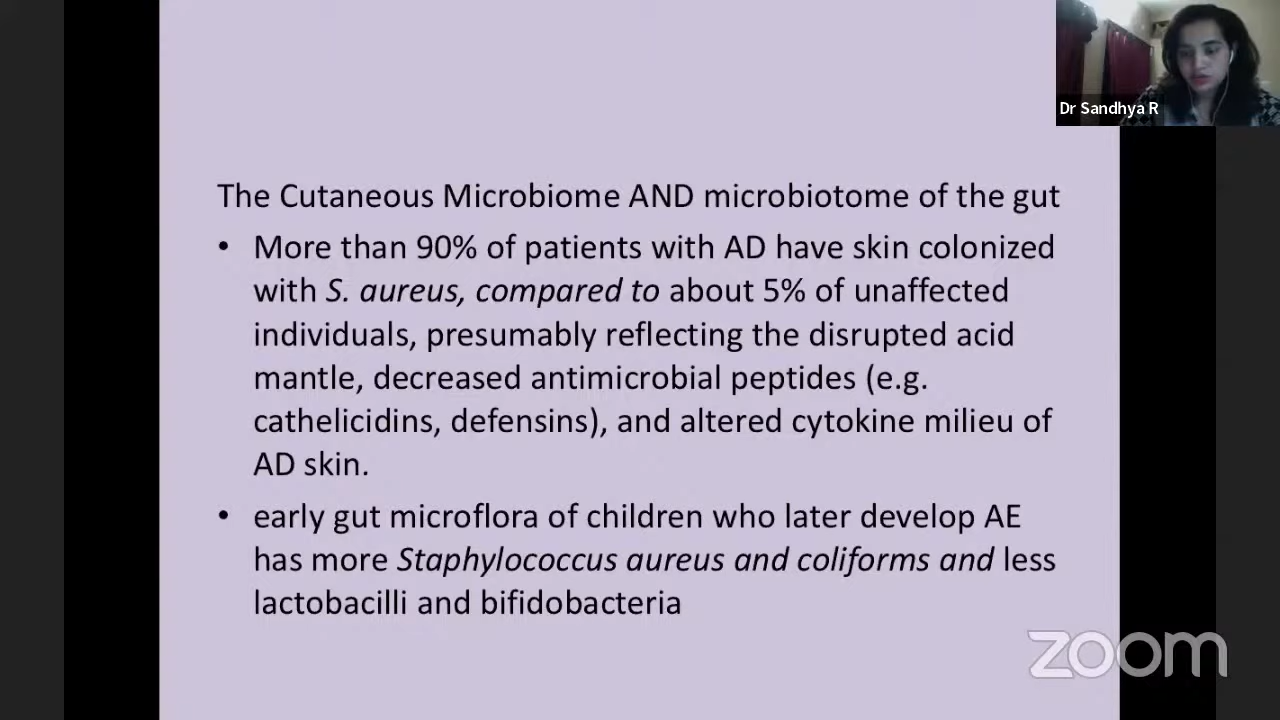 Dr Sandhya R
The Cutaneous Microbiome AND microbiotome of the gut
• More than 90% of patients with AD have skin colonized
with S. aureus, compared to about 5% of unaffected
individuals, presumably reflecting the disrupted acid
mantle, decreased antimicrobial peptides (e.g.
cathelicidins, defensins), and altered cytokine milieu of
AD skin.
• early gut microflora of children who later develop AE
has more Staphylococcus aureus and coliforms and less
lactobacilli and bifidobacteria
zoom